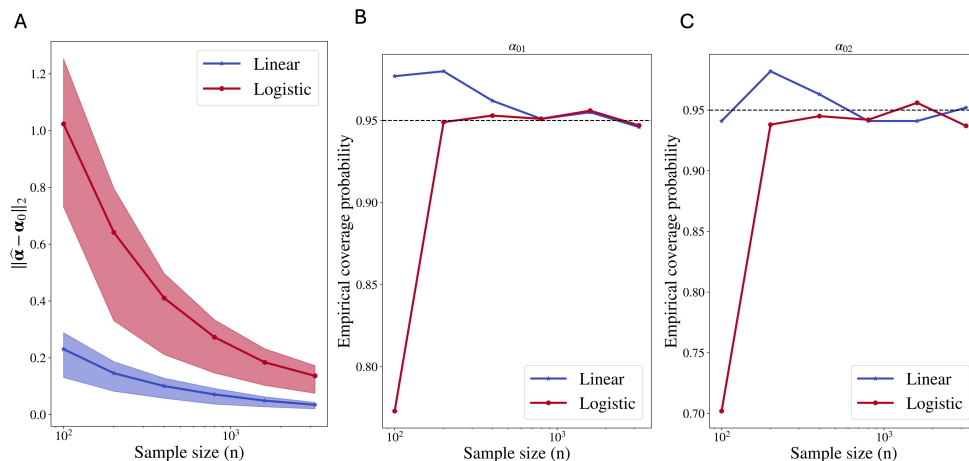 A
1.2
1.0
0.8
0.6
0.4
0.2
0.0
‖α̂ − α₀‖₂
10²
10³
Sample size (n)
Linear
Logistic
B
α₀₁
0.95
0.90
0.85
0.80
Empirical coverage probability
10²
10³
Sample size (n)
Linear
Logistic
C
α₀₂
0.95
0.90
0.85
0.80
0.75
0.70
Empirical coverage probability
10²
10³
Sample size (n)
Linear
Logistic